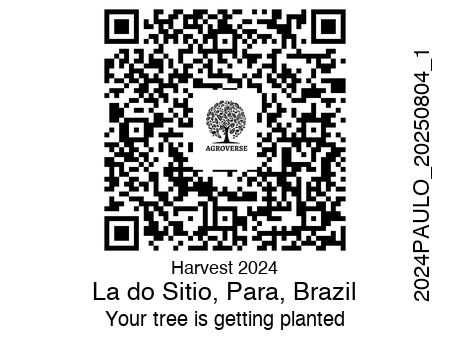 AGROVERSE
Harvest 2024
La do Sitio, Para, Brazil
Your tree is getting planted
2024PAULO_20250804_1